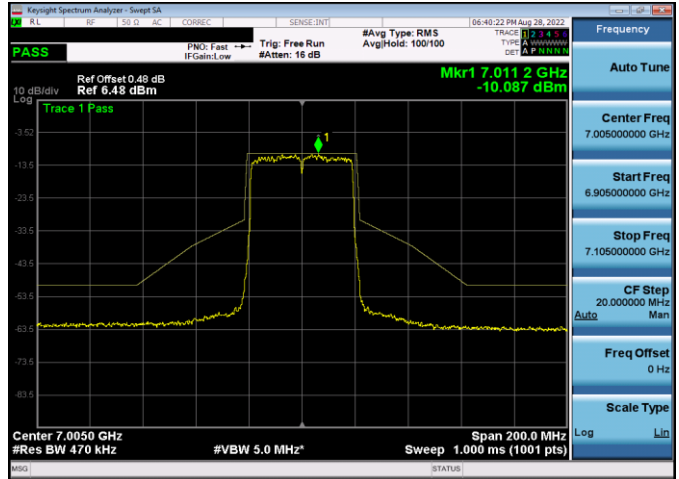 Keysight Spectrum Analyzer - Swept SA
RL RF 50 Ω AC CORREC SENSE:INT 06:40:22 PM Aug 28, 2022
PASS
PNO: Fast
IFGain:Low
Trig: Free Run
#Atten: 16 dB
#Avg Type: RMS
Avg|Hold: 100/100
TRACE 1 2 3 4 5 6
TYPE A WWWWW
DET A P N N N N
Ref Offset 0.48 dB
10 dB/div Ref 6.48 dBm
Mkr1 7.011 2 GHz
-10.087 dBm
Log
Trace 1 Pass
1
-3.52
-13.5
-23.5
-33.5
-43.5
-53.5
-63.5
-73.5
-83.5
Center 7.0050 GHz
Span 200.0 MHz
#Res BW 470 kHz
#VBW 5.0 MHz*
Sweep 1.000 ms (1001 pts)
MSG
STATUS
Frequency
Auto Tune
Center Freq
7.005000000 GHz
Start Freq
6.905000000 GHz
Stop Freq
7.105000000 GHz
CF Step
20.000000 MHz
Auto Man
Freq Offset
0 Hz
Scale Type
Log Lin